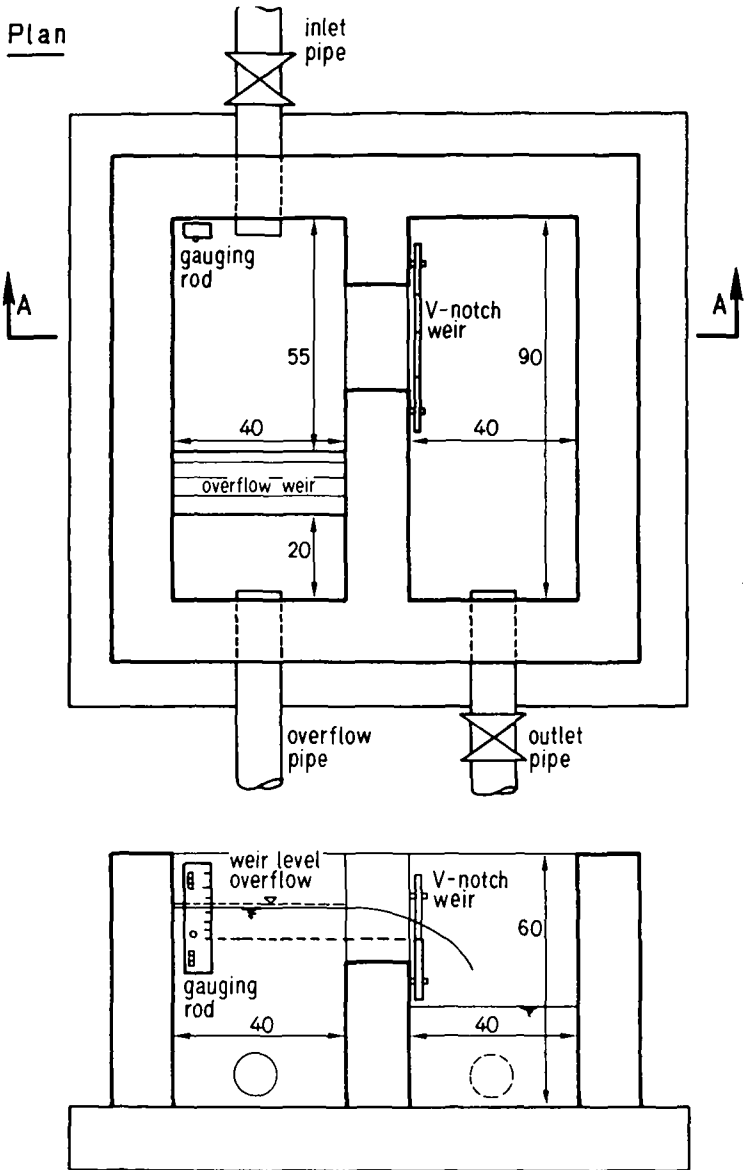 Plan
inlet
pipe
gauging
rod
A
V-notch
weir
A
55
90
40
40
overflow weir
20
overflow
pipe
outlet
pipe
weir level
overflow
V-notch
weir
60
gauging
rod
40
40